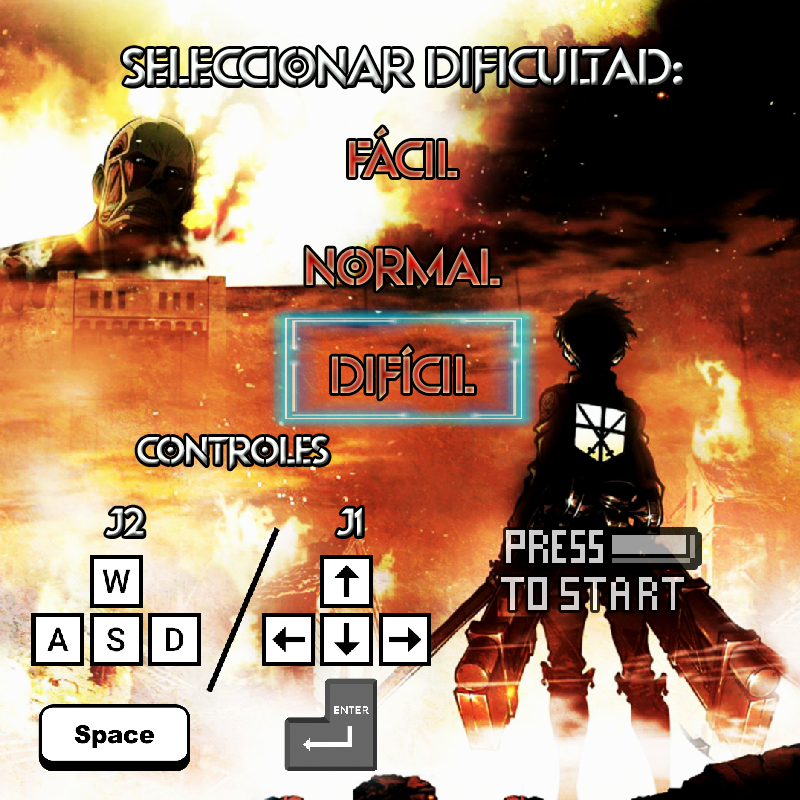 SELECCIONAR DIFICULTAD:
FÁCIL
NORMAL
DIFÍCIL
CONTROLES
J2 J1
W
A S D
PRESS
TO START
ENTER
Space